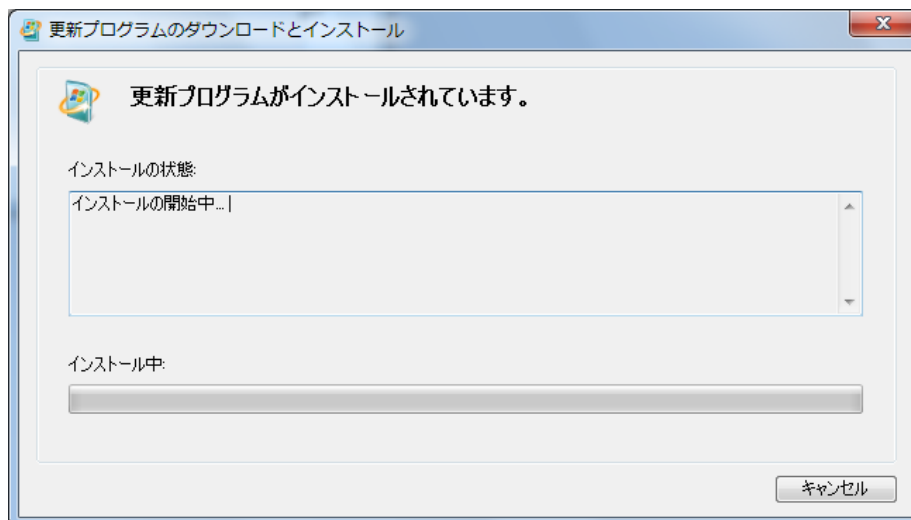 更新プログラムのダウンロードとインストール
更新プログラムがインストールされています。
インストールの状態:
インストールの開始中...
インストール中:
キャンセル